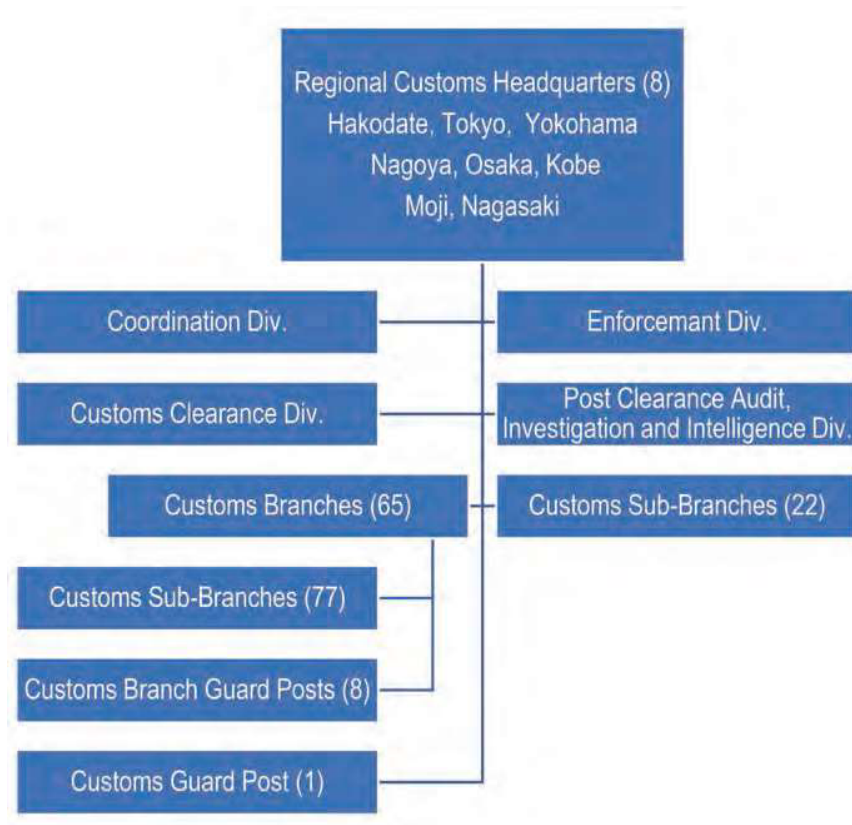 Regional Customs Headquarters (8)
Hakodate, Tokyo, Yokohama
Nagoya, Osaka, Kobe
Moji, Nagasaki
Coordination Div.
Enforcemant Div.
Customs Clearance Div.
Post Clearance Audit,
Investigation and Intelligence Div.
Customs Branches (65)
Customs Sub-Branches (22)
Customs Sub-Branches (77)
Customs Branch Guard Posts (8)
Customs Guard Post (1)